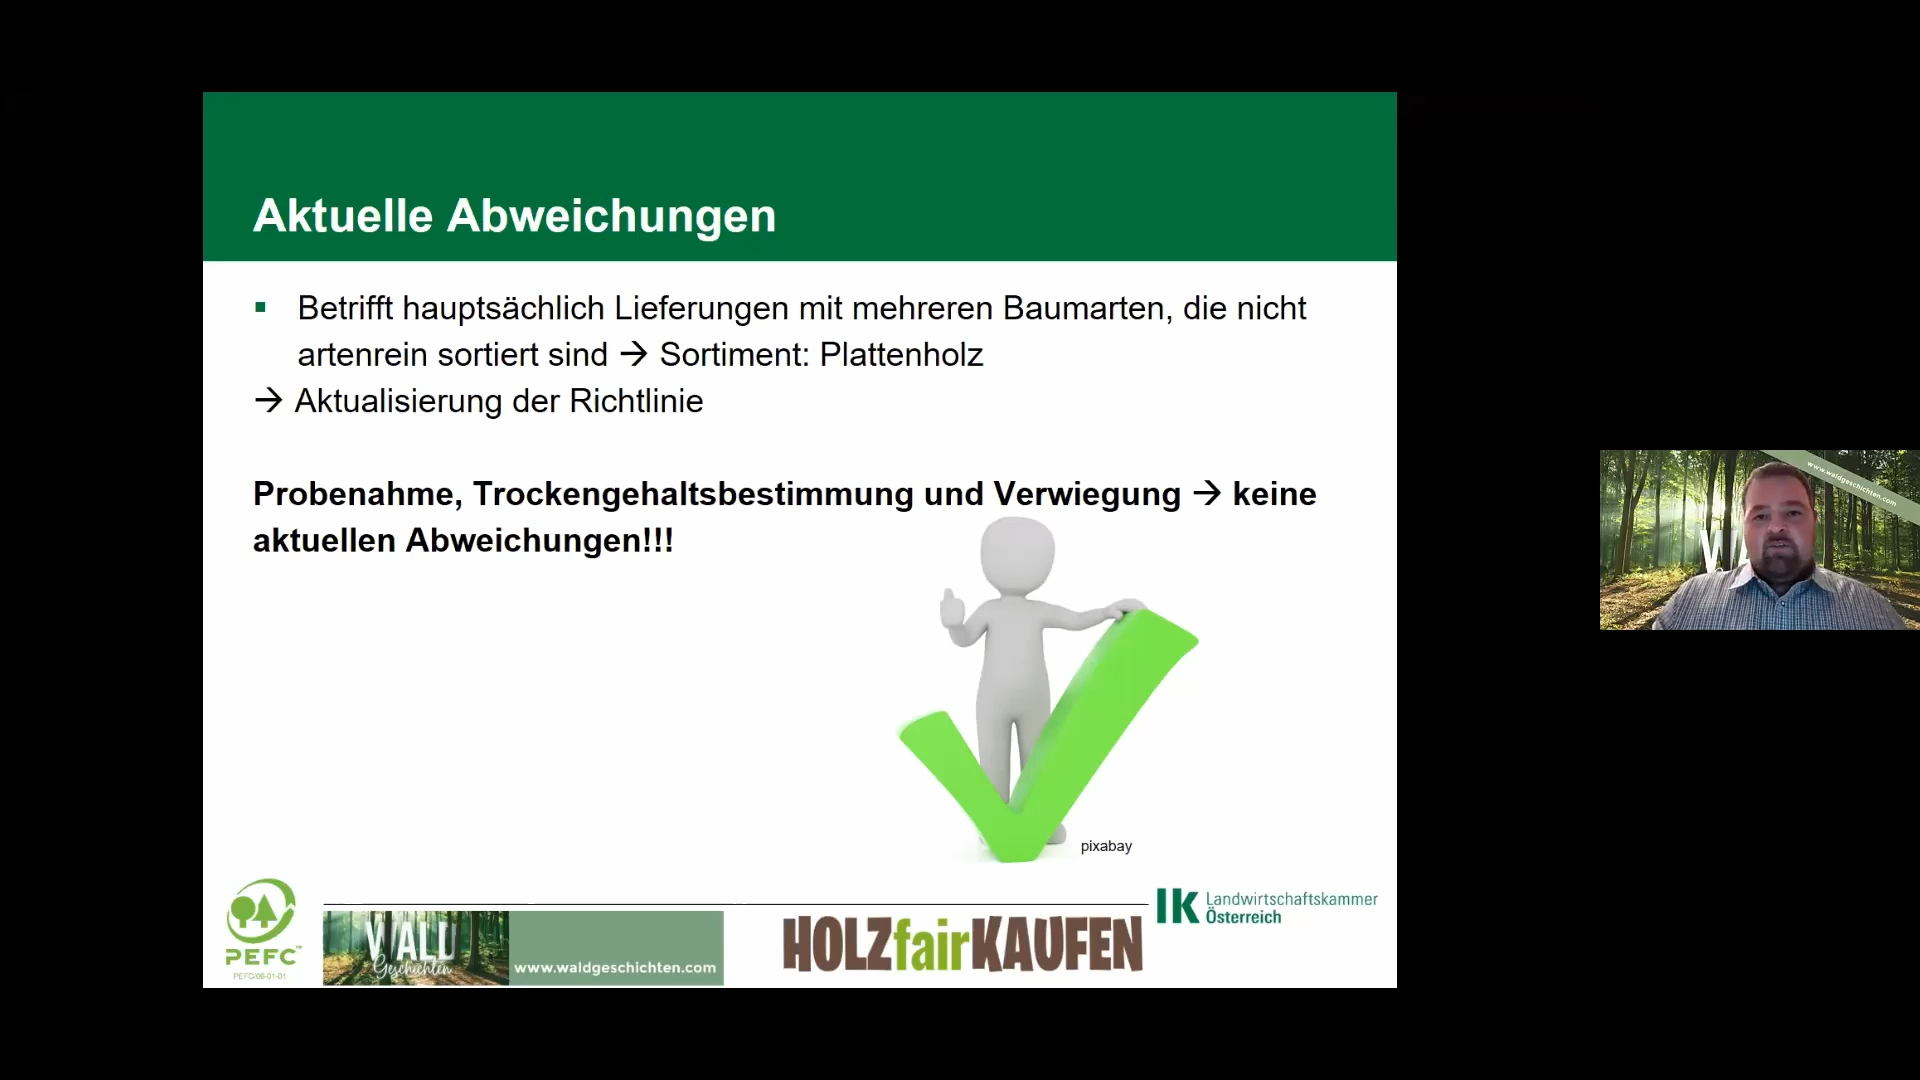 Aktuelle Abweichungen
▪ Betrifft hauptsächlich Lieferungen mit mehreren Baumarten, die nicht
artenrein sortiert sind → Sortiment: Plattenholz
→ Aktualisierung der Richtlinie
Probenahme, Trockengehaltsbestimmung und Verwiegung → keine
aktuellen Abweichungen!!!
www.waldgeschichten.com
W
pixabay
PEFC™
PEFC/06-01-01
WALD
Geschichten
www.waldgeschichten.com
HOLZfairKAUFEN
lk Landwirtschaftskammer
Österreich